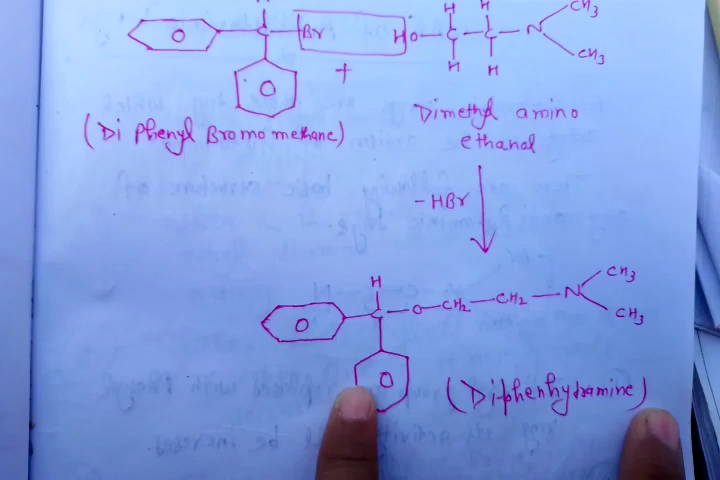 H H CH3
C Br HO C C N
H H CH3
+
(Di Phenyl Bromo methane) Dimethyl amino
ethanol
- HBr
H CH3
C O CH2 CH2 N
CH3
(Diphenhydramine)